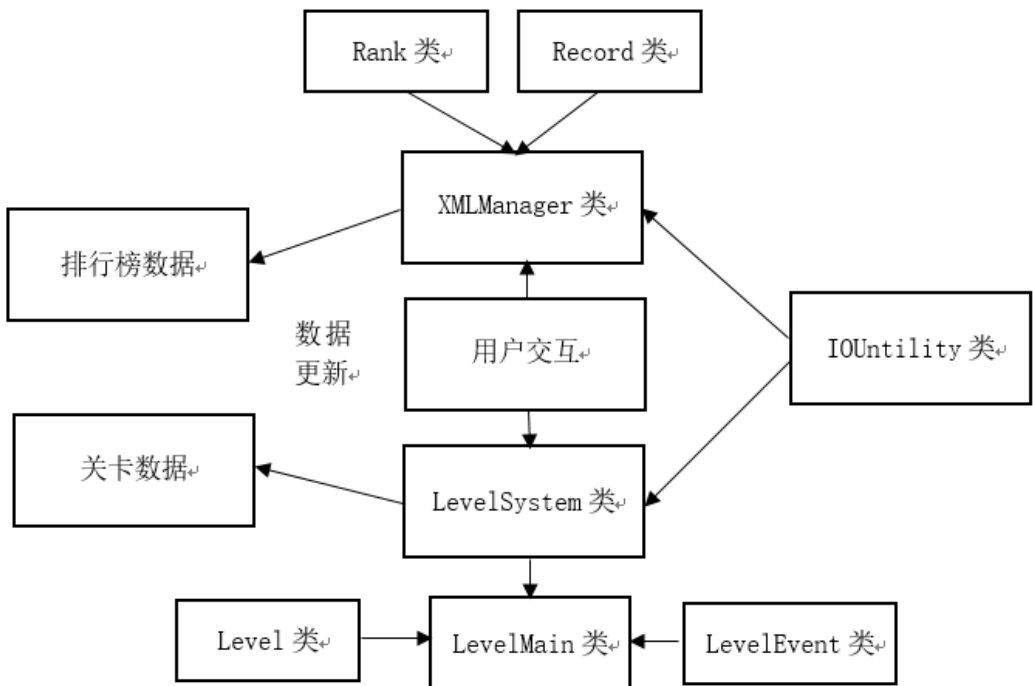 Rank 类
Record 类
XMLManager 类
排行榜数据
数据
更新
用户交互
IOUntility 类
关卡数据
LevelSystem 类
Level 类
LevelMain 类
LevelEvent 类